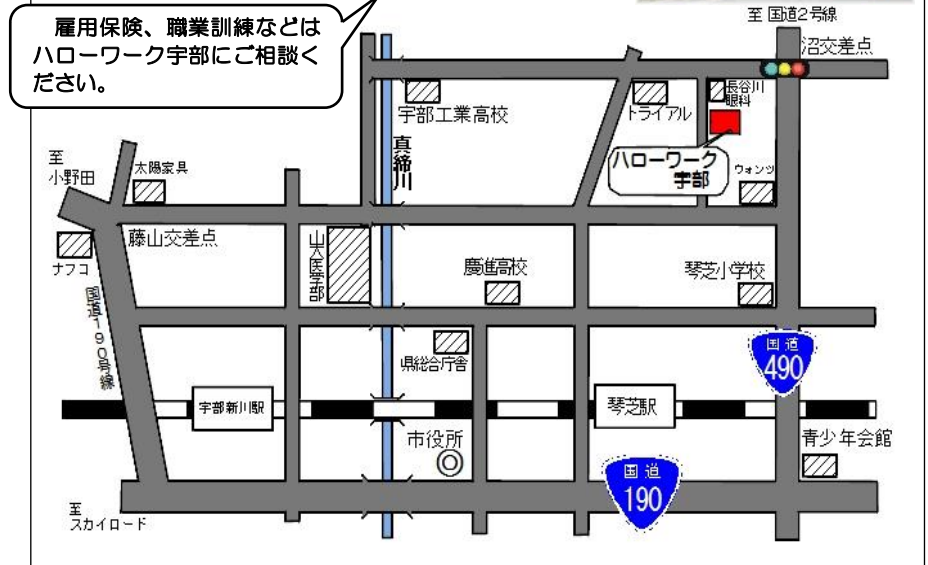 雇用保険、職業訓練などは
ハローワーク宇部にご相談く
ださい。
至 国道2号線
沼交差点
長谷川
眼科
宇部工業高校
トライアル
真締川
ハローワーク
宇部
ウォンツ
至
小野田
太陽家具
藤山交差点
ナフコ
山大医学部
慶進高校
琴芝小学校
国道190号線
県総合庁舎
国道
490
宇部新川駅
琴芝駅
市役所
青少年会館
国道
190
至
スカイロード